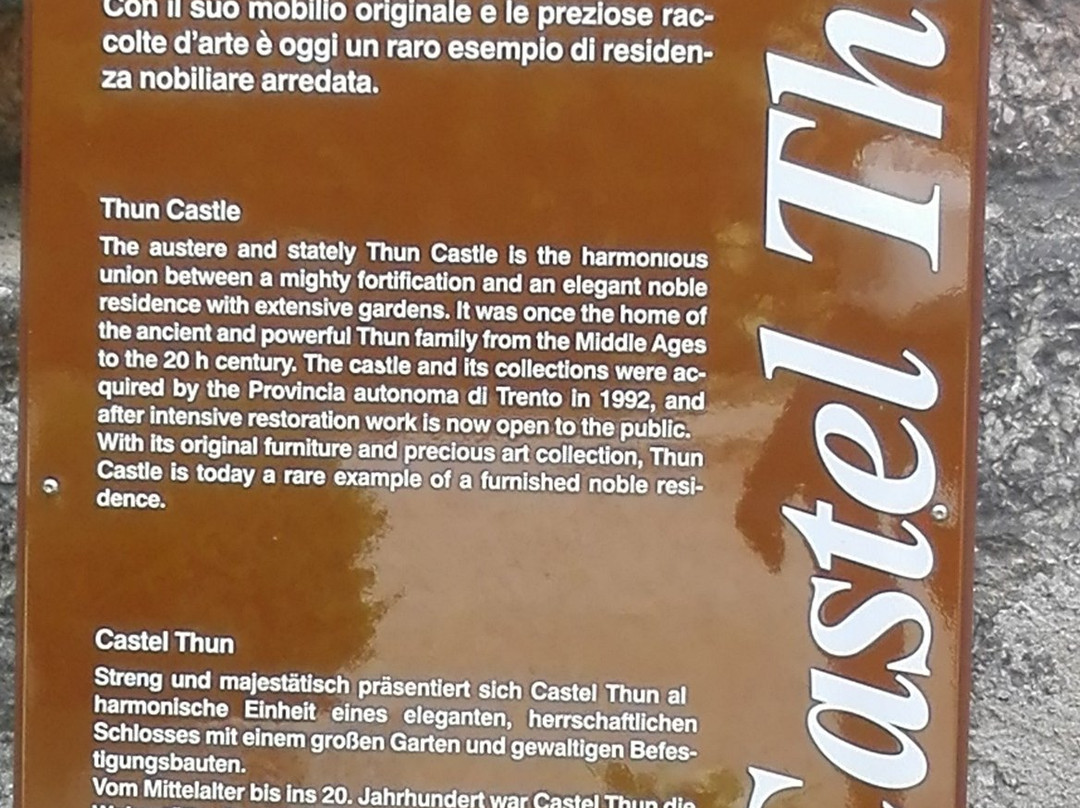 Con il suo mobilio originale e le preziose rac-
colte d'arte è oggi un raro esempio di residen-
za nobiliare arredata.
Thun Castle
The austere and stately Thun Castle is the harmonious
union between a mighty fortification and an elegant noble
residence with extensive gardens. It was once the home of
the ancient and powerful Thun family from the Middle Ages
to the 20 h century. The castle and its collections were ac-
quired by the Provincia autonoma di Trento in 1992, and
after intensive restoration work is now open to the public.
With its original furniture and precious art collection, Thun
Castle is today a rare example of a furnished noble resi-
dence.
Castel Thun
Streng und majestätisch präsentiert sich Castel Thun al
harmonische Einheit eines eleganten, herrschaftlichen
Schlosses mit einem großen Garten und gewaltigen Befes-
tigungsbauten.
Vom Mittelalter bis ins 20. Jahrhundert war Castel Thun die
Castel Th